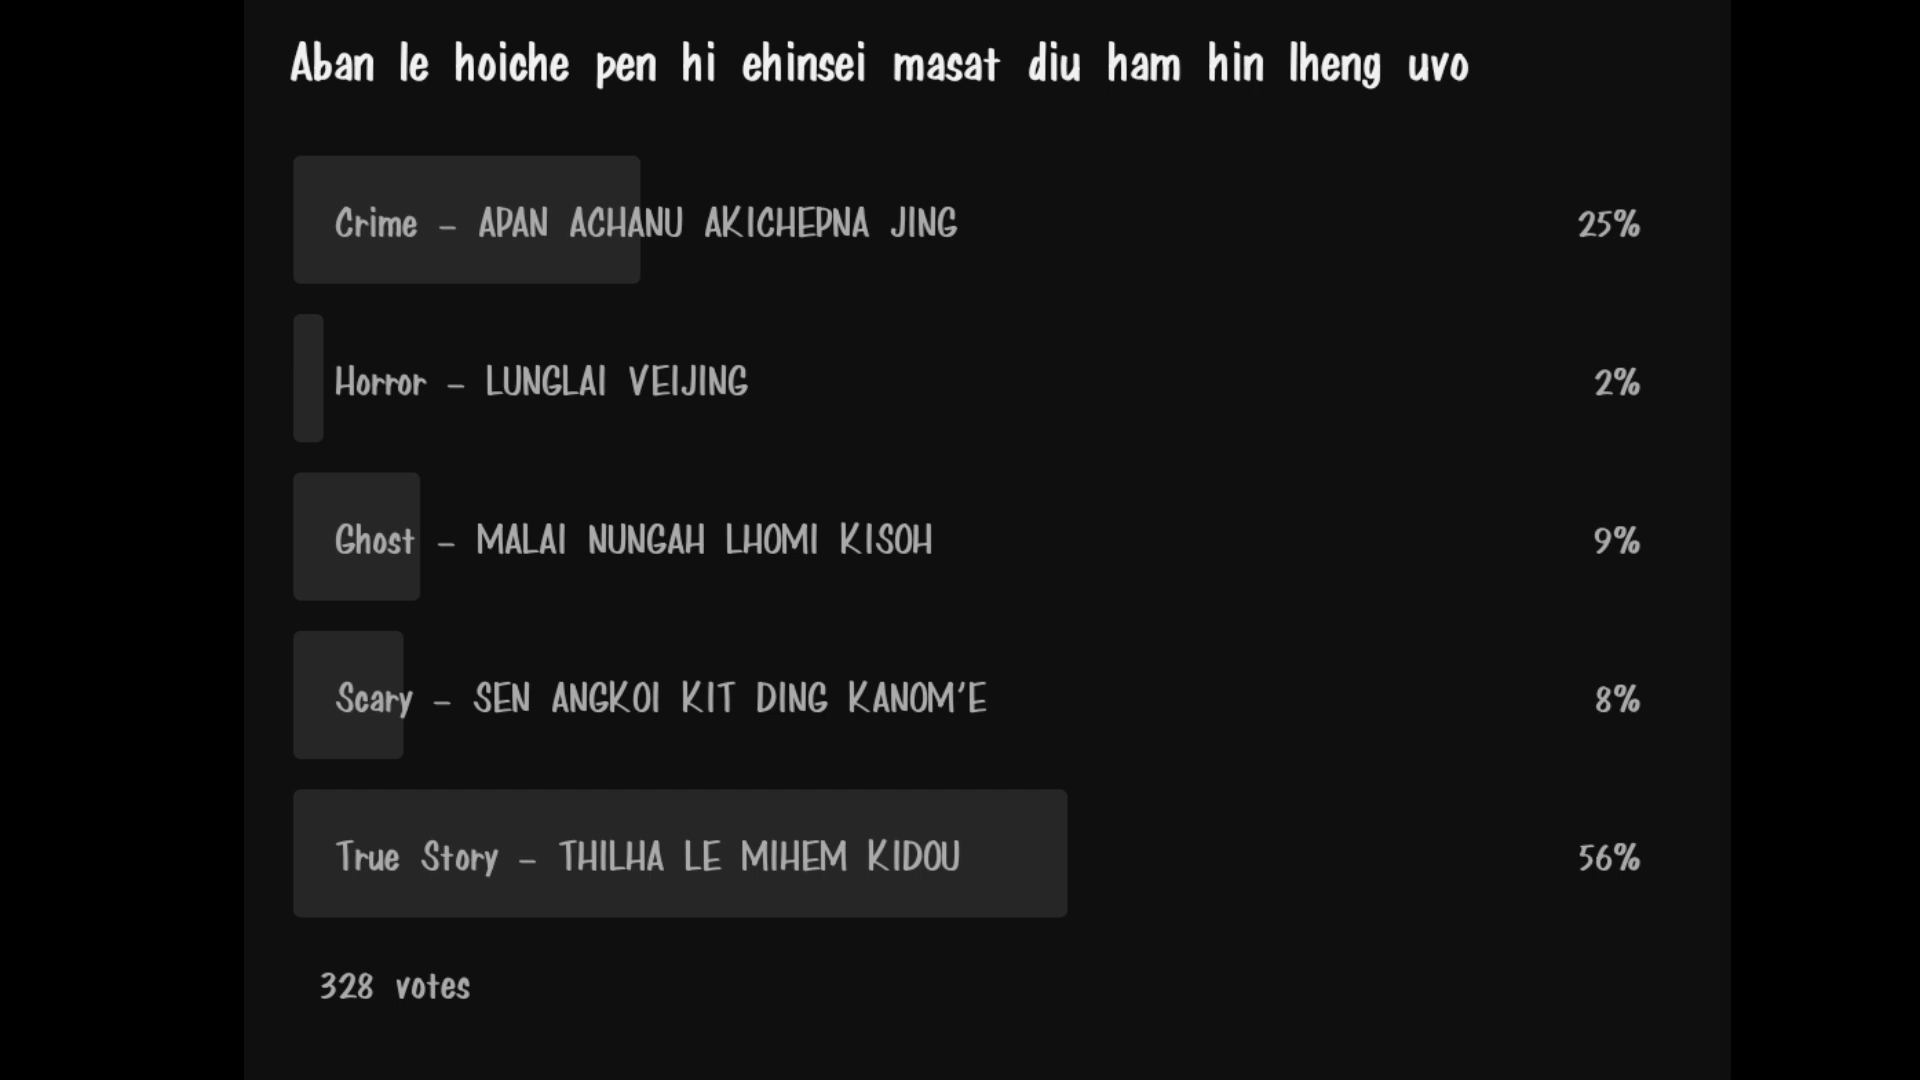 Aban le hoiche pen hi ehinsei masat diu ham hin lheng uvo
Crime - APAN ACHANU AKICHEPNA JING 25%
Horror - LUNGLAI VEIJING 2%
Ghost - MALAI NUNGAH LHOMI KISOH 9%
Scary - SEN ANGKOI KIT DING KANOM'E 8%
True Story - THILHA LE MIHEM KIDOU 56%
328 votes